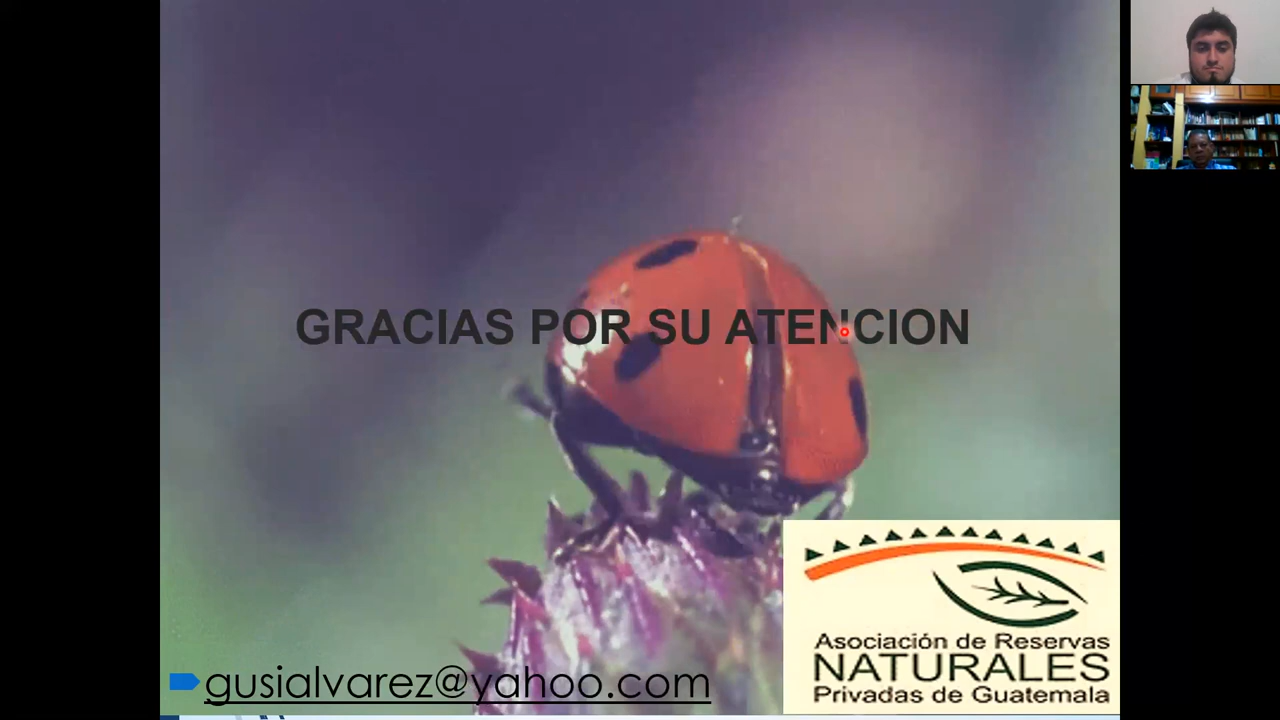 GRACIAS POR SU ATENCION
gusialvarez@yahoo.com
Asociación de Reservas
NATURALES
Privadas de Guatemala